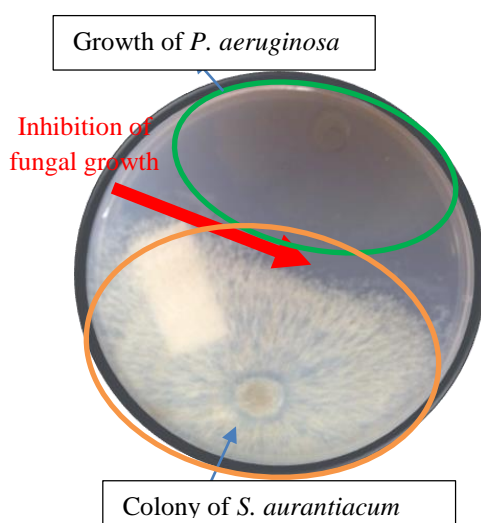 Growth of P. aeruginosa
Inhibition of
fungal growth
Colony of S. aurantiacum